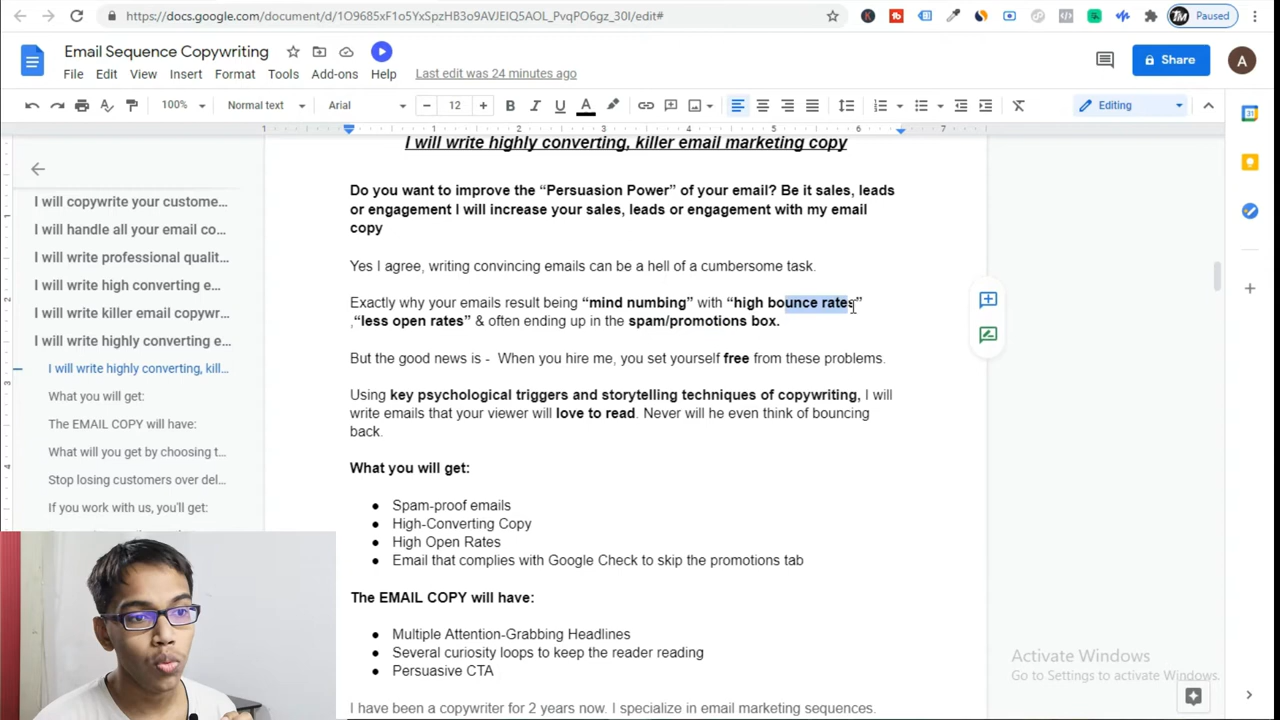 https://docs.google.com/document/d/1O9685xF1o5YxSpzHB3o9AVJEIQ5AOL_PvqPO6gz_30I/edit#
Paused
Email Sequence Copywriting
File Edit View Insert Format Tools Add-ons Help Last edit was 24 minutes ago
Share
A
100% Normal text Arial 12 B I U A Editing
1 1 2 3 4 5 6 7
I will write highly converting, killer email marketing copy
Do you want to improve the “Persuasion Power” of your email? Be it sales, leads
or engagement I will increase your sales, leads or engagement with my email
copy
Yes I agree, writing convincing emails can be a hell of a cumbersome task.
Exactly why your emails result being “mind numbing” with “high bounce rates”
,“less open rates” & often ending up in the spam/promotions box.
But the good news is - When you hire me, you set yourself free from these problems.
Using key psychological triggers and storytelling techniques of copywriting, I will
write emails that your viewer will love to read. Never will he even think of bouncing
back.
What you will get:
Spam-proof emails
High-Converting Copy
High Open Rates
Email that complies with Google Check to skip the promotions tab
The EMAIL COPY will have:
Multiple Attention-Grabbing Headlines
Several curiosity loops to keep the reader reading
Persuasive CTA
I have been a copywriter for 2 years now. I specialize in email marketing sequences.
I will copywrite your custome...
I will handle all your email co...
I will write professional qualit...
I will write high converting e...
I will write killer email copywr...
I will write highly converting e...
I will write highly converting, kill...
What you will get:
The EMAIL COPY will have:
What will you get by choosing t...
Stop losing customers over del...
If you work with us, you'll get:
1
2
3
4
31
Activate Windows
Go to Settings to activate Windows.